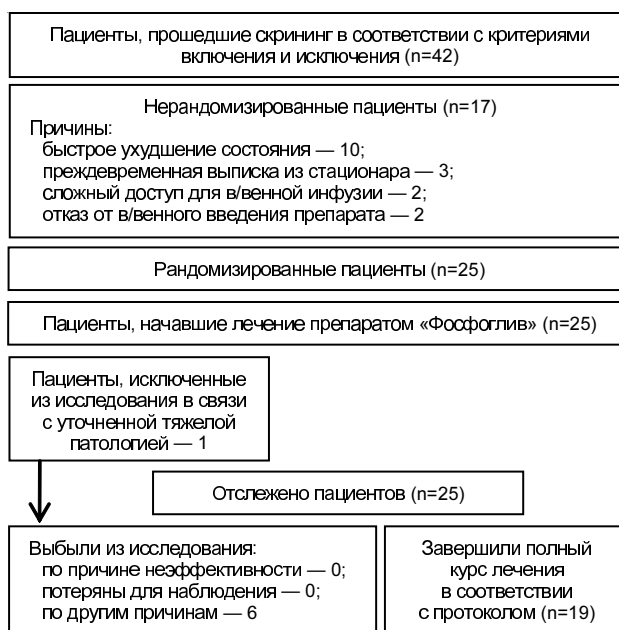 Пациенты, прошедшие скрининг в соответствии с критериями
включения и исключения (n=42)
Нерандомизированные пациенты (n=17)
Причины:
быстрое ухудшение состояния — 10;
преждевременная выписка из стационара — 3;
сложный доступ для в/венной инфузии — 2;
отказ от в/венного введения препарата — 2
Рандомизированные пациенты (n=25)
Пациенты, начавшие лечение препаратом «Фосфоглив» (n=25)
Пациенты, исключенные
из исследования в связи
с уточненной тяжелой
патологией — 1
Отслежено пациентов (n=25)
Выбыли из исследования:
по причине неэффективности — 0;
потеряны для наблюдения — 0;
по другим причинам — 6
Завершили полный
курс лечения
в соответствии
с протоколом (n=19)